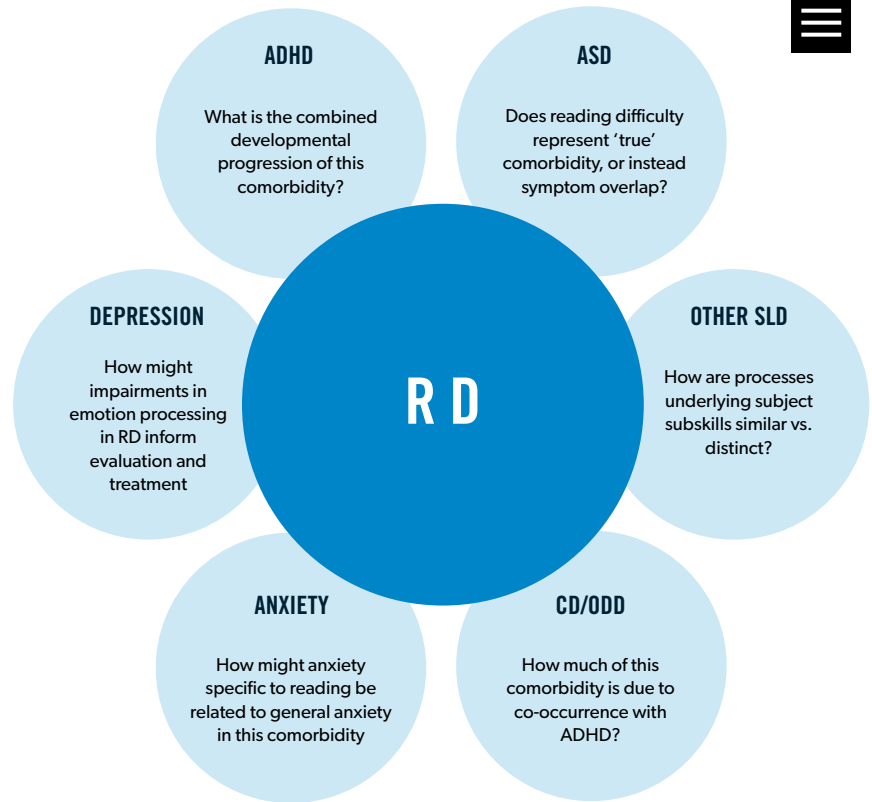 ADHD
What is the combined
developmental
progression of this
comorbidity?
ASD
Does reading difficulty
represent ‘true’
comorbidity, or instead
symptom overlap?
DEPRESSION
How might
impairments in
emotion processing
in RD inform
evaluation and
treatment
RD
OTHER SLD
How are processes
underlying subject
subskills similar vs.
distinct?
ANXIETY
How might anxiety
specific to reading be
related to general anxiety
in this comorbidity
CD/ODD
How much of this
comorbidity is due to
co-occurrence with
ADHD?